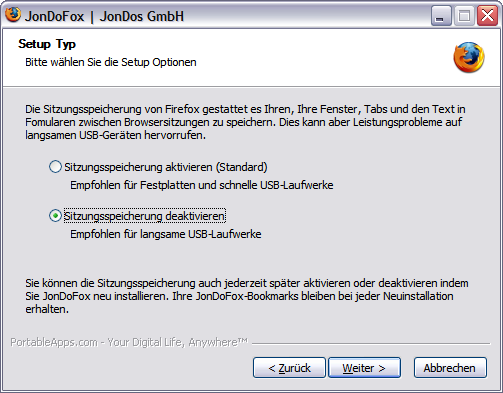 JonDoFox | JonDos GmbH
Setup Typ
Bitte wählen Sie die Setup Optionen
Die Sitzungsspeicherung von Firefox gestattet es Ihren, Ihre Fenster, Tabs und den Text in
Fomularen zwischen Browsersitzungen zu speichern. Dies kann aber Leistungsprobleme auf
langsamen USB-Geräten hervorrufen.
Sitzungsspeicherung aktivieren (Standard)
Empfohlen für Festplatten und schnelle USB-Laufwerke
Sitzungsspeicherung deaktivieren
Empfohlen für langsame USB-Laufwerke
Sie können die Sitzungsspeicherung auch jederzeit später aktivieren oder deaktivieren indem
Sie JonDoFox neu installieren. Ihre JonDoFox-Bookmarks bleiben bei jeder Neuinstallation
erhalten.
PortableApps.com - Your Digital Life, Anywhere™
< Zurück Weiter > Abbrechen